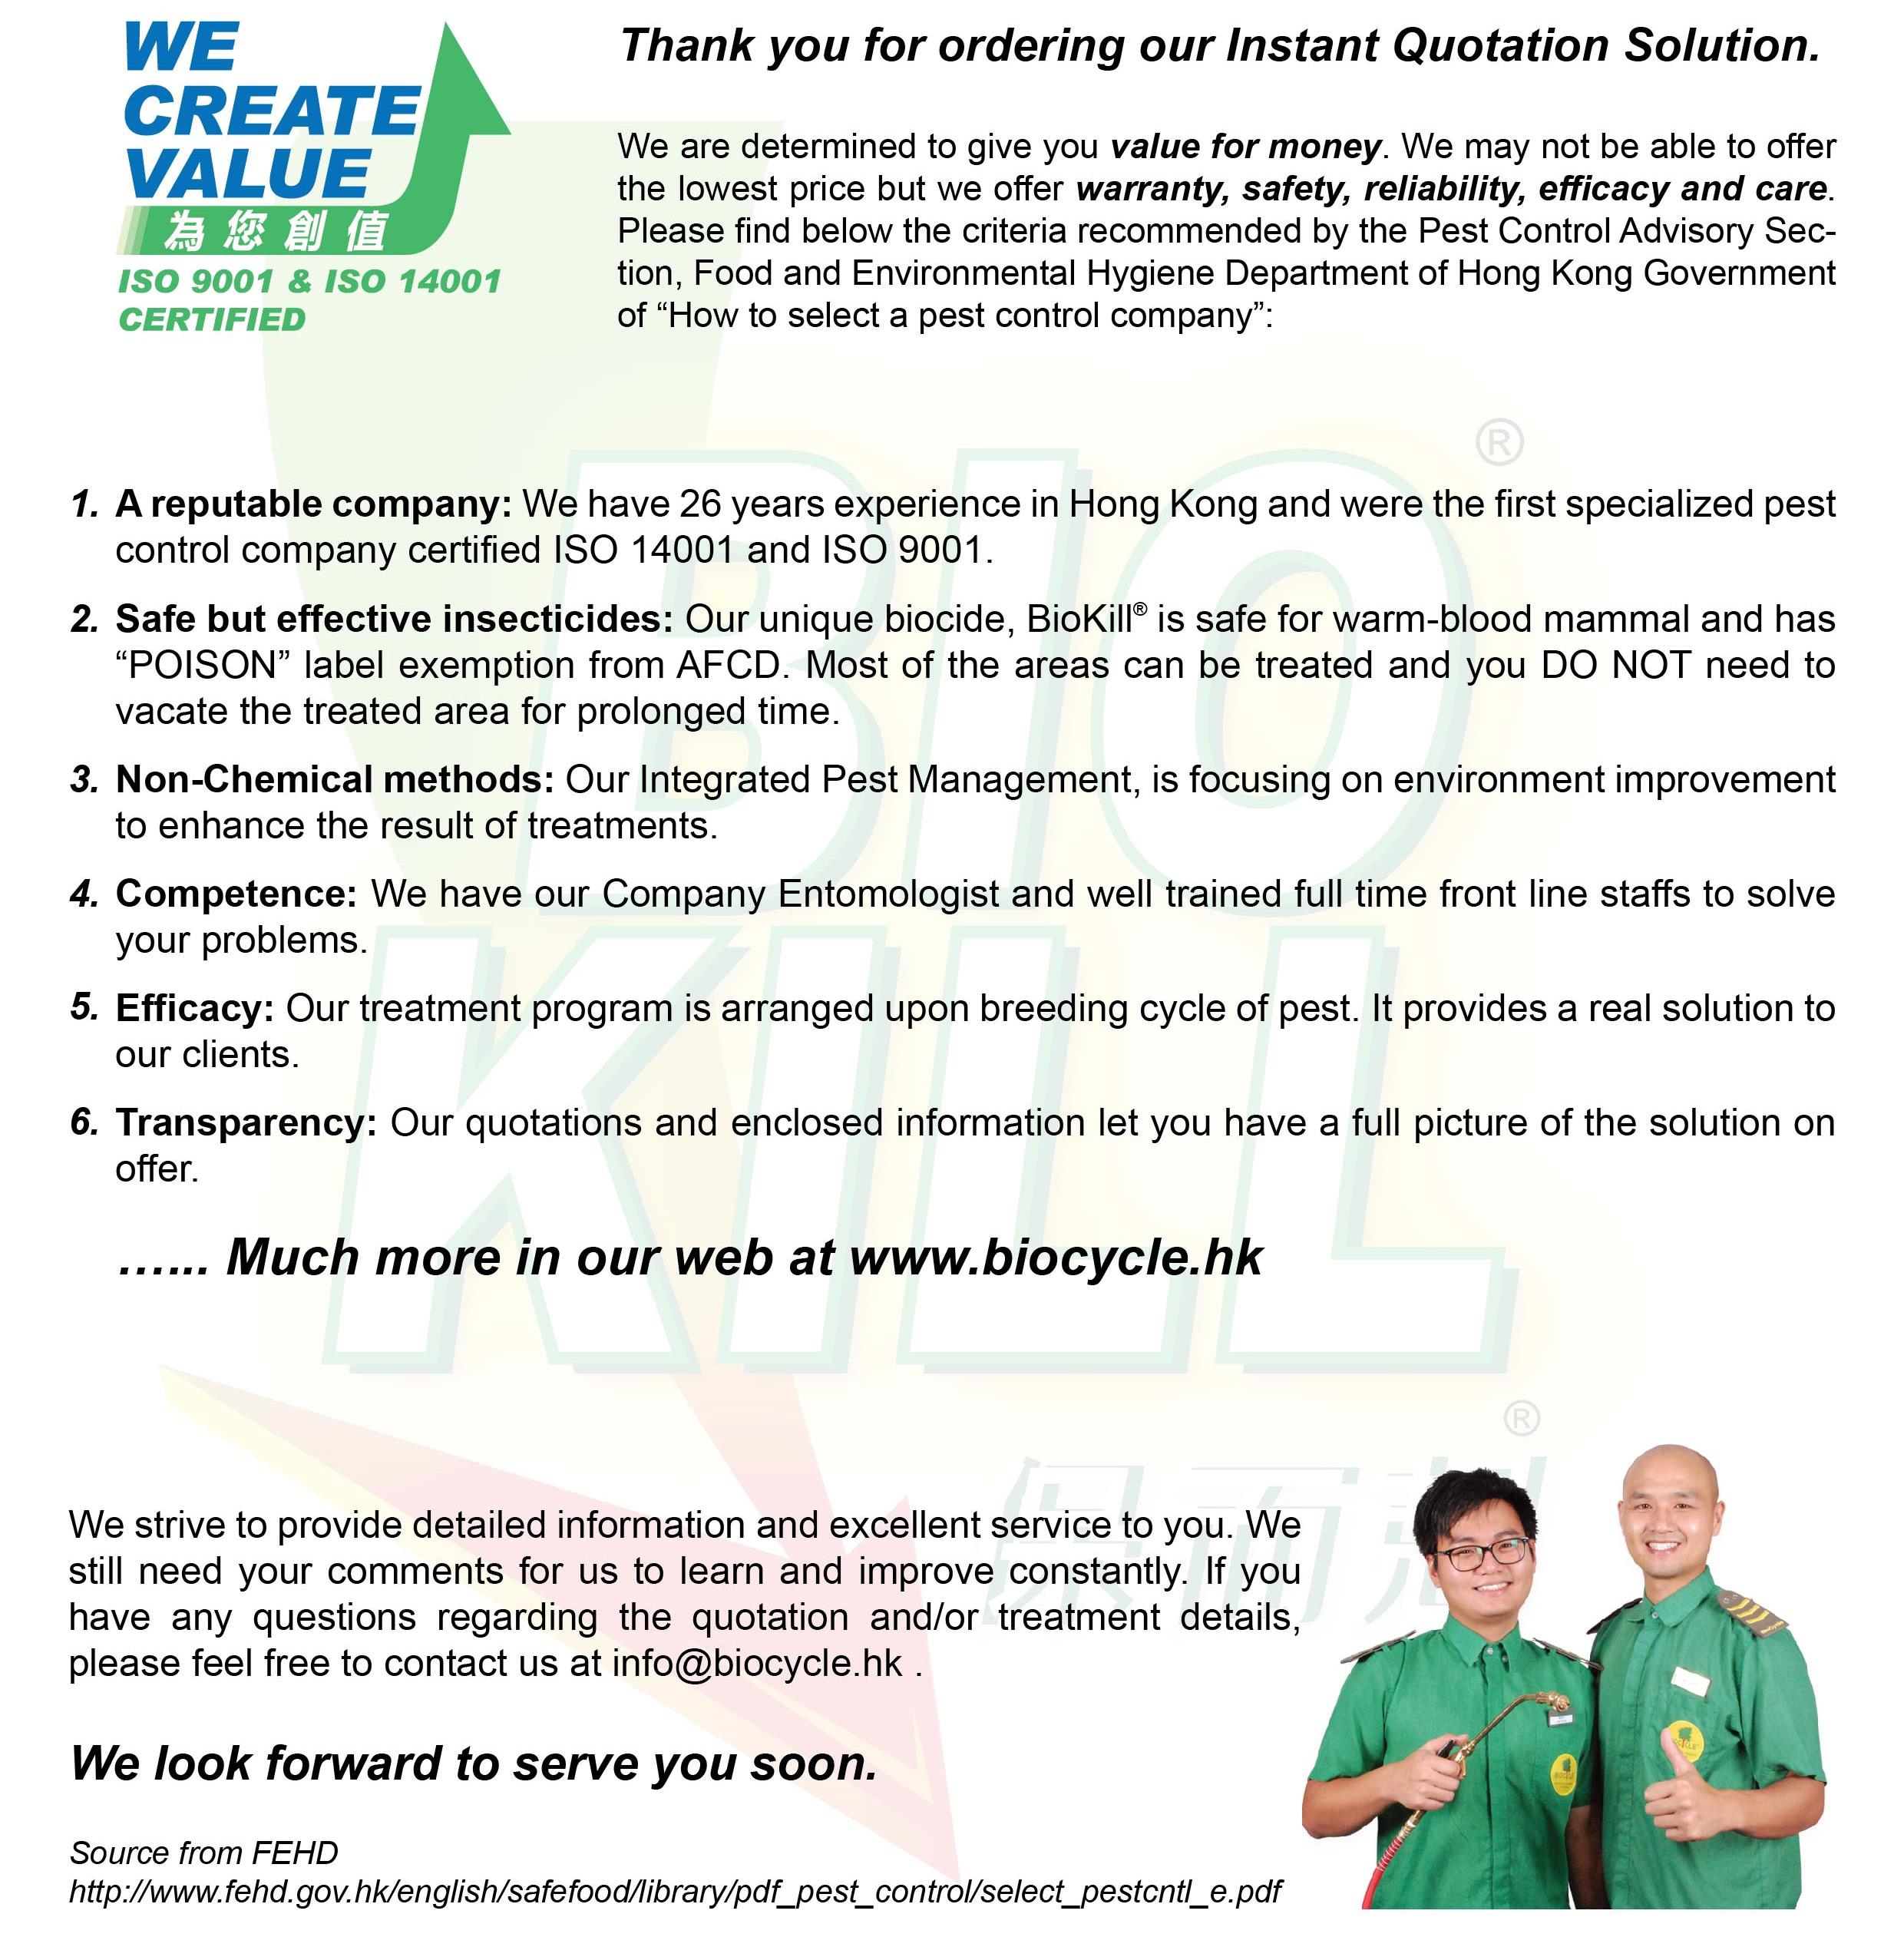 WE
CREATE
VALUE
為您創值
ISO 9001 & ISO 14001
CERTIFIED
Thank you for ordering our Instant Quotation Solution.
We are determined to give you value for money. We may not be able to offer
the lowest price but we offer warranty, safety, reliability, efficacy and care.
Please find below the criteria recommended by the Pest Control Advisory Sec-
tion, Food and Environmental Hygiene Department of Hong Kong Government
of “How to select a pest control company”:
BIO ®
KILL
1. A reputable company: We have 26 years experience in Hong Kong and were the first specialized pest
control company certified ISO 14001 and ISO 9001.
2. Safe but effective insecticides: Our unique biocide, BioKill® is safe for warm-blood mammal and has
“POISON” label exemption from AFCD. Most of the areas can be treated and you DO NOT need to
vacate the treated area for prolonged time.
3. Non-Chemical methods: Our Integrated Pest Management, is focusing on environment improvement
to enhance the result of treatments.
4. Competence: We have our Company Entomologist and well trained full time front line staffs to solve
your problems.
5. Efficacy: Our treatment program is arranged upon breeding cycle of pest. It provides a real solution to
our clients.
6. Transparency: Our quotations and enclosed information let you have a full picture of the solution on
offer.
…... Much more in our web at www.biocycle.hk
®
We strive to provide detailed information and excellent service to you. We
still need your comments for us to learn and improve constantly. If you
have any questions regarding the quotation and/or treatment details,
please feel free to contact us at info@biocycle.hk .
We look forward to serve you soon.
Source from FEHD
http://www.fehd.gov.hk/english/safefood/library/pdf_pest_control/select_pestcntl_e.pdf